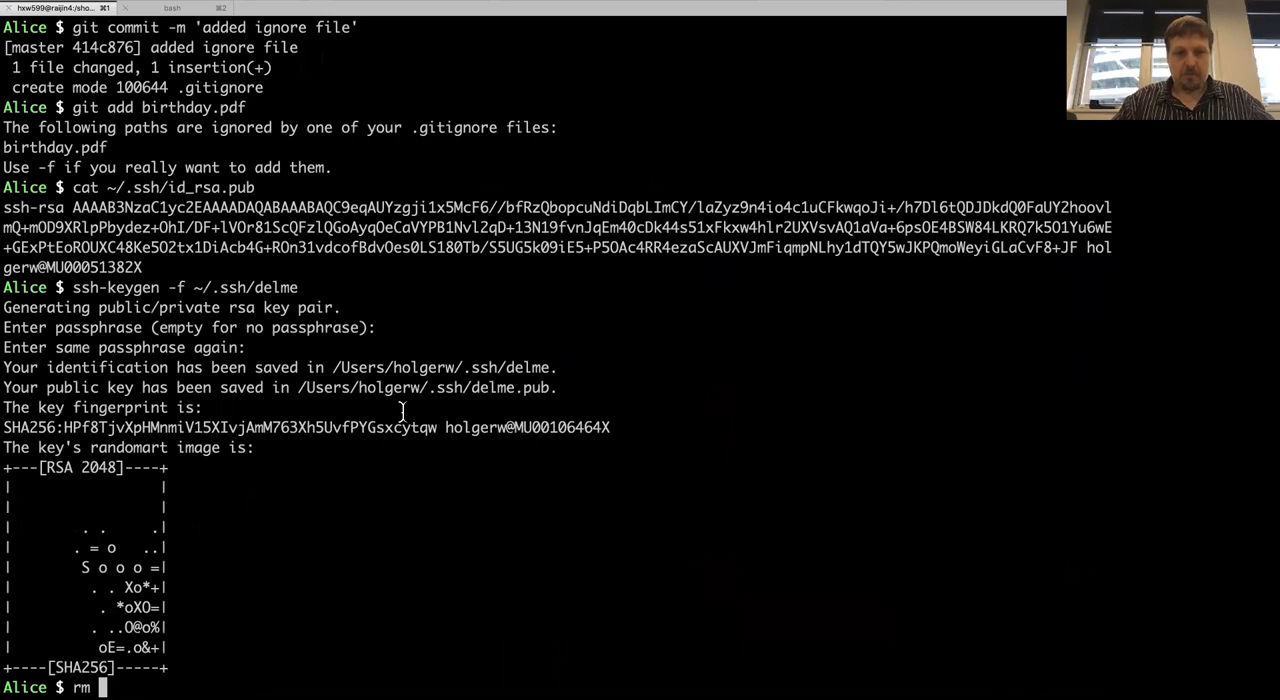 hxw599@raijin4:/sho... ⌘1 bash ⌘2
Alice $ git commit -m 'added ignore file'
[master 414c876] added ignore file
 1 file changed, 1 insertion(+)
 create mode 100644 .gitignore
Alice $ git add birthday.pdf
The following paths are ignored by one of your .gitignore files:
birthday.pdf
Use -f if you really want to add them.
Alice $ cat ~/.ssh/id_rsa.pub
ssh-rsa AAAAB3NzaC1yc2EAAAADAQABAAABAQC9eqAUYzgji1x5McF6//bfRzQbopcuNdiDqbLImCY/laZyz9n4io4c1uCFkwqoJi+/h7Dl6tQDJDkdQ0FaUY2hoovl
mQ+mOD9XRlpPbydez+OhI/DF+lVOr81ScQFzlQGoAyqOeCaVYPB1Nvl2qD+13N19fvnJqEm40cDk44s51xFkxw4hlr2UXVsvAQ1aVa+6psOE4BSW84LKRQ7k5O1Yu6wE
+GExPtEoROUXC48Ke5O2tx1DiAcb4G+ROn31vdcofBdvOes0LS180Tb/S5UG5k09iE5+P5OAc4RR4ezaScAUXVJmFiqmpNLhy1dTQY5wJKPQmoWeyiGLaCvF8+JF hol
gerw@MU00051382X
Alice $ ssh-keygen -f ~/.ssh/delme
Generating public/private rsa key pair.
Enter passphrase (empty for no passphrase):
Enter same passphrase again:
Your identification has been saved in /Users/holgerw/.ssh/delme.
Your public key has been saved in /Users/holgerw/.ssh/delme.pub.
The key fingerprint is:
SHA256:HPf8TjvXpHMnmiV15XIvjAmM763Xh5UvfPYGsxcytqw holgerw@MU00106464X
The key's randomart image is:
+---[RSA 2048]----+
|                 |
|                 |
|        . .     .|
|       . = o   ..|
|        S o o o =|
|         . . Xo*+|
|          . *oXO=|
|         . ..O@o%|
|          oE=.o&+|
+----[SHA256]-----+
Alice $ rm